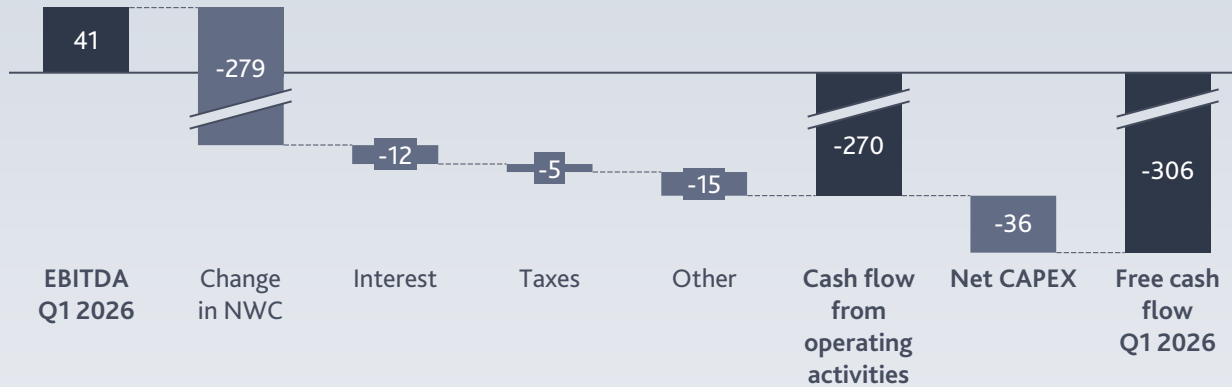 41
-279
-12
-5
-15
-270
-36
-306
EBITDA
Q1 2026
Change
in NWC
Interest
Taxes
Other
Cash flow
from
operating
activities
Net CAPEX
Free cash
flow
Q1 2026